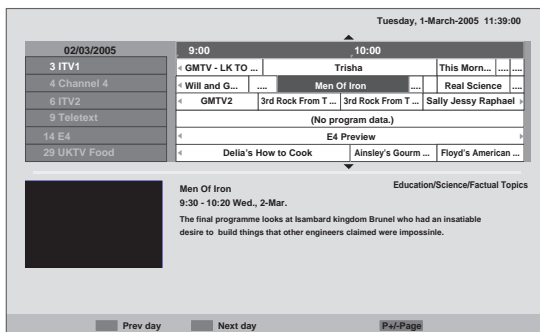 Tuesday, 1-March-2005 11:39:00
02/03/2005 9:00 10:00
3 ITV1 GMTV - LK TO ... Trisha This Morn... .... ....
4 Channel 4 Will and G... .... Men Of Iron .... Real Science
6 ITV2 GMTV2 3rd Rock From T ... 3rd Rock From T ... Sally Jessy Raphael
9 Teletext (No program data.)
14 E4 E4 Preview
29 UKTV Food Delia's How to Cook Ainsley's Gourm ... Floyd's American ...
Men Of Iron Education/Science/Factual Topics
9:30 - 10:20 Wed., 2-Mar.
The final programme looks at Isambard kingdom Brunel who had an insatiable
desire to build things that other engineers claimed were impossinle.
Prev day Next day P+/-Page